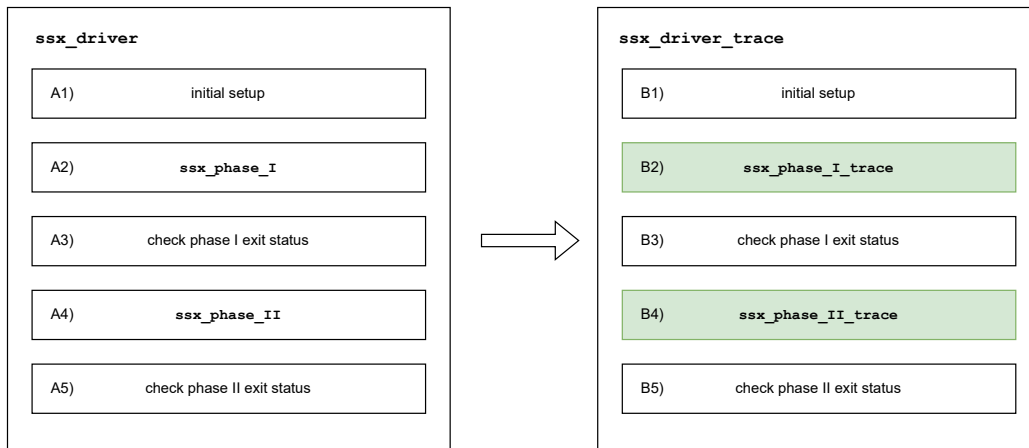 ssx_driver
A1) initial setup
A2) ssx_phase_I
A3) check phase I exit status
A4) ssx_phase_II
A5) check phase II exit status
ssx_driver_trace
B1) initial setup
B2) ssx_phase_I_trace
B3) check phase I exit status
B4) ssx_phase_II_trace
B5) check phase II exit status